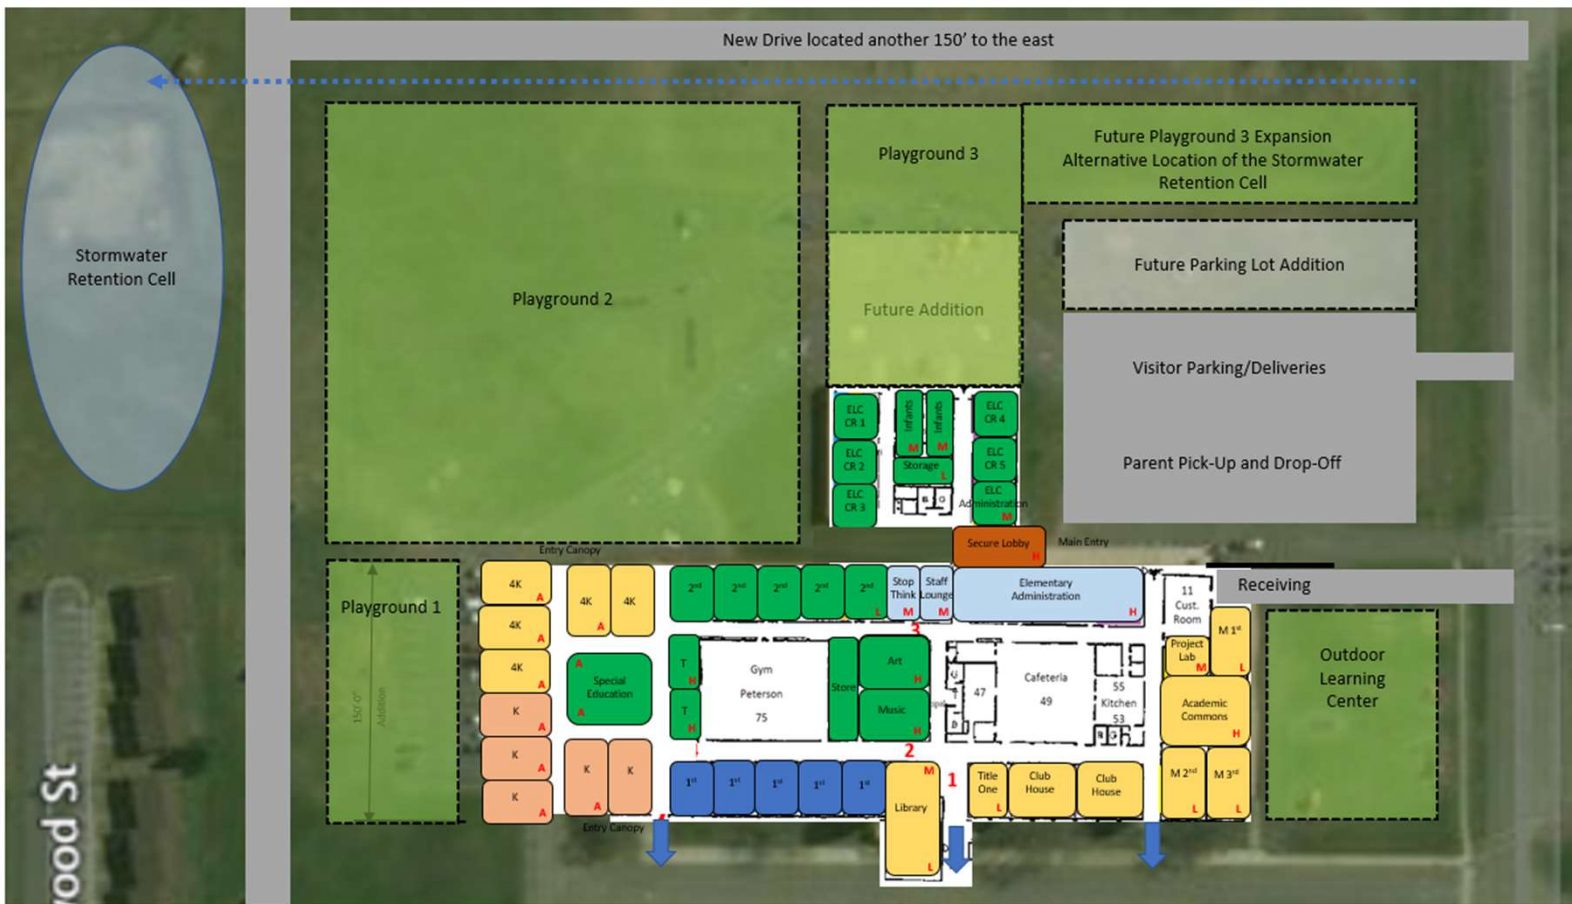 New Drive located another 150' to the east
Stormwater
Retention Cell
Playground 2
Playground 3
Future Playground 3 Expansion
Alternative Location of the Stormwater
Retention Cell
Future Addition
Future Parking Lot Addition
Visitor Parking/Deliveries
Parent Pick-Up and Drop-Off
ELC
CR 1
ELC
CR 2
ELC
CR 3
Infants
M
Infants
M
Storage
L
B
G
ELC
CR 4
ELC
CR 5
ELC
Administration
M
Secure Lobby
H
Main Entry
Receiving
Entry Canopy
Playground 1
150'-0"
Addition
4K
A
4K
A
4K
A
K
A
K
A
K
A
4K
A
4K
A
Special
Education
A
K
A
K
Entry Canopy
2nd
2nd
2nd
2nd
2nd
L
Stop
Think
M
Staff
Lounge
M
Elementary
Administration
H
3
T
H
T
H
Gym
Peterson
75
Store
Art
H
Music
H
2
47
Cafeteria
49
55
Kitchen
53
B
G
11
Cust.
Room
M 1st
L
Project
Lab
M
Academic
Commons
H
M 2nd
L
M 3rd
L
Outdoor
Learning
Center
1st
1st
1st
1st
1st
M
Library
L
1
Title
One
L
Club
House
Club
House
wood St